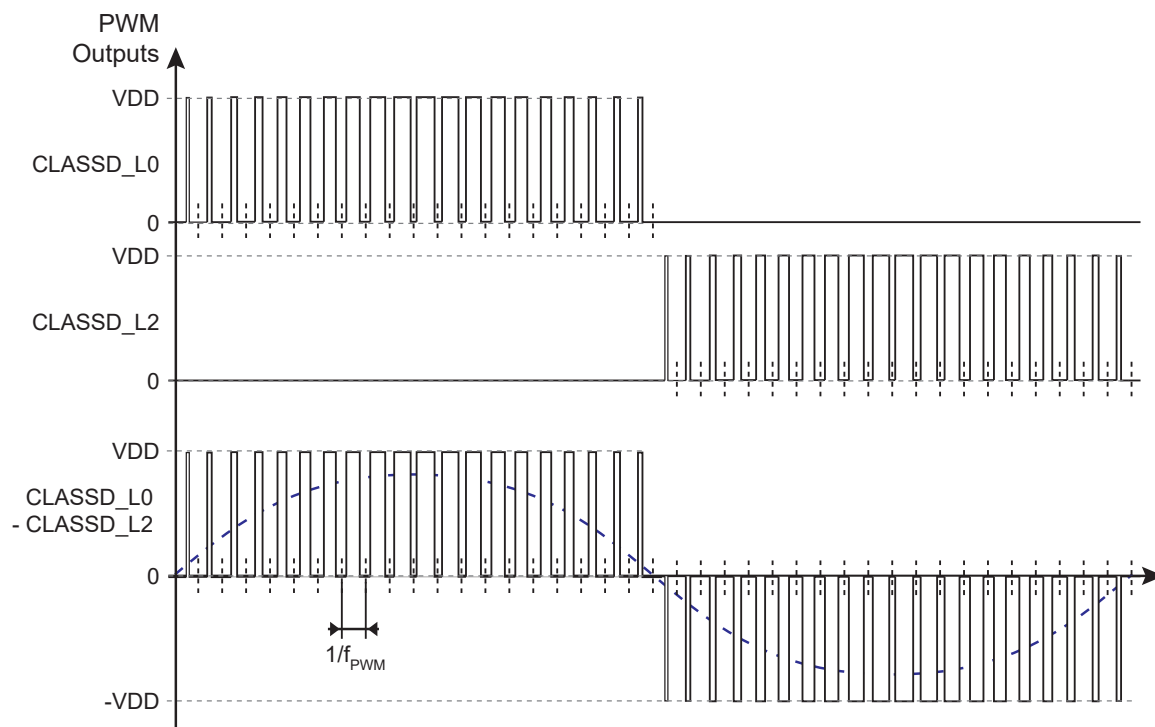 PWM
Outputs
VDD
CLASSD_L0
0
VDD
CLASSD_L2
0
VDD
CLASSD_L0
- CLASSD_L2
0
1/fPWM
-VDD